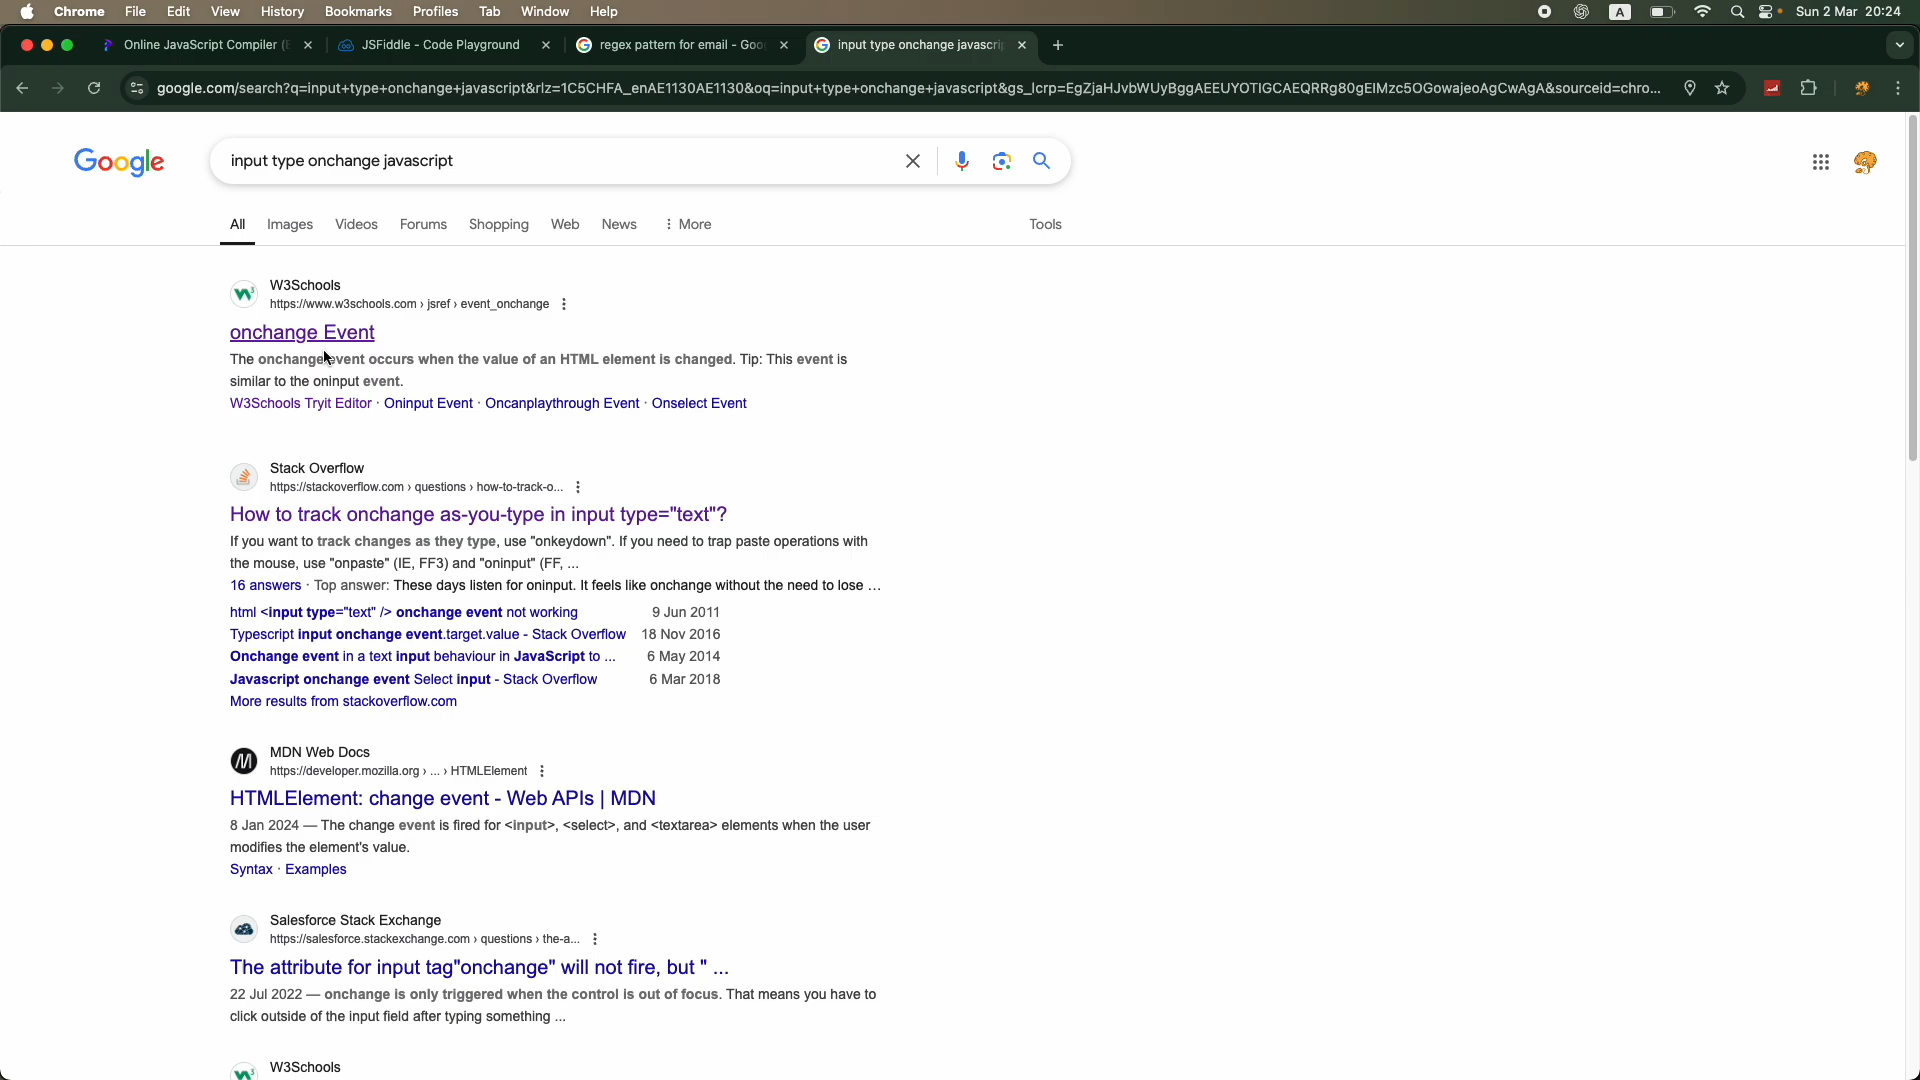 Chrome File Edit View History Bookmarks Profiles Tab Window Help A Sun 2 Mar 20:24
Online JavaScript Compiler (E JSFiddle - Code Playground regex pattern for email - Goo input type onchange javascri
google.com/search?q=input+type+onchange+javascript&rlz=1C5CHFA_enAE1130AE1130&oq=input+type+onchange+javascript&gs_lcrp=EgZjaHJvbWUyBggAEEUYOTIGCAEQRRg80gEIMzc5OGowajeoAgCwAgA&sourceid=chro...
Google input type onchange javascript
All Images Videos Forums Shopping Web News More Tools
W3Schools
https://www.w3schools.com › jsref › event_onchange
onchange Event
The onchange event occurs when the value of an HTML element is changed. Tip: This event is
similar to the oninput event.
W3Schools Tryit Editor · Oninput Event · Oncanplaythrough Event · Onselect Event
Stack Overflow
https://stackoverflow.com › questions › how-to-track-o...
How to track onchange as-you-type in input type="text"?
If you want to track changes as they type, use "onkeydown". If you need to trap paste operations with
the mouse, use "onpaste" (IE, FF3) and "oninput" (FF, ...
16 answers · Top answer: These days listen for oninput. It feels like onchange without the need to lose ...
html <input type="text" /> onchange event not working 9 Jun 2011
Typescript input onchange event.target.value - Stack Overflow 18 Nov 2016
Onchange event in a text input behaviour in JavaScript to ... 6 May 2014
Javascript onchange event Select input - Stack Overflow 6 Mar 2018
More results from stackoverflow.com
MDN Web Docs
https://developer.mozilla.org › ... › HTMLElement
HTMLElement: change event - Web APIs | MDN
8 Jan 2024 — The change event is fired for <input>, <select>, and <textarea> elements when the user
modifies the element's value.
Syntax · Examples
Salesforce Stack Exchange
https://salesforce.stackexchange.com › questions › the-a...
The attribute for input tag"onchange" will not fire, but " ...
22 Jul 2022 — onchange is only triggered when the control is out of focus. That means you have to
click outside of the input field after typing something ...
W3Schools